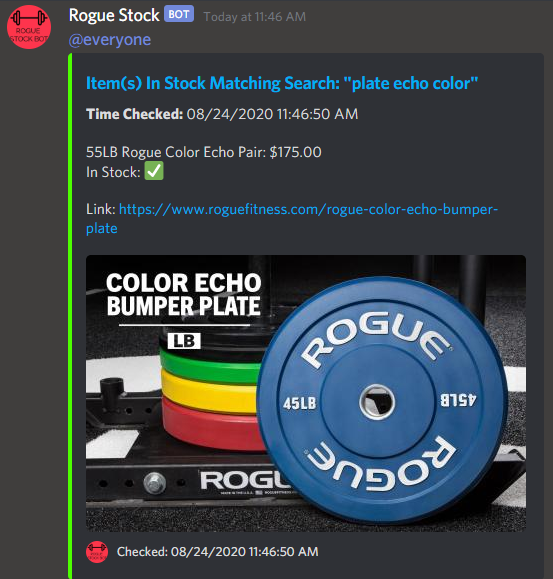 ROGUE
STOCK BOT
Rogue Stock BOT Today at 11:46 AM
@everyone
Item(s) In Stock Matching Search: "plate echo color"
Time Checked: 08/24/2020 11:46:50 AM
55LB Rogue Color Echo Pair: $175.00
In Stock: ✅
Link: https://www.roguefitness.com/rogue-color-echo-bumper-
plate
COLOR ECHO
BUMPER PLATE
LB
ROGUE
45LB
45LB
ROGUE
ROGU
MADE IN THE U.S.A.
Checked: 08/24/2020 11:46:50 AM